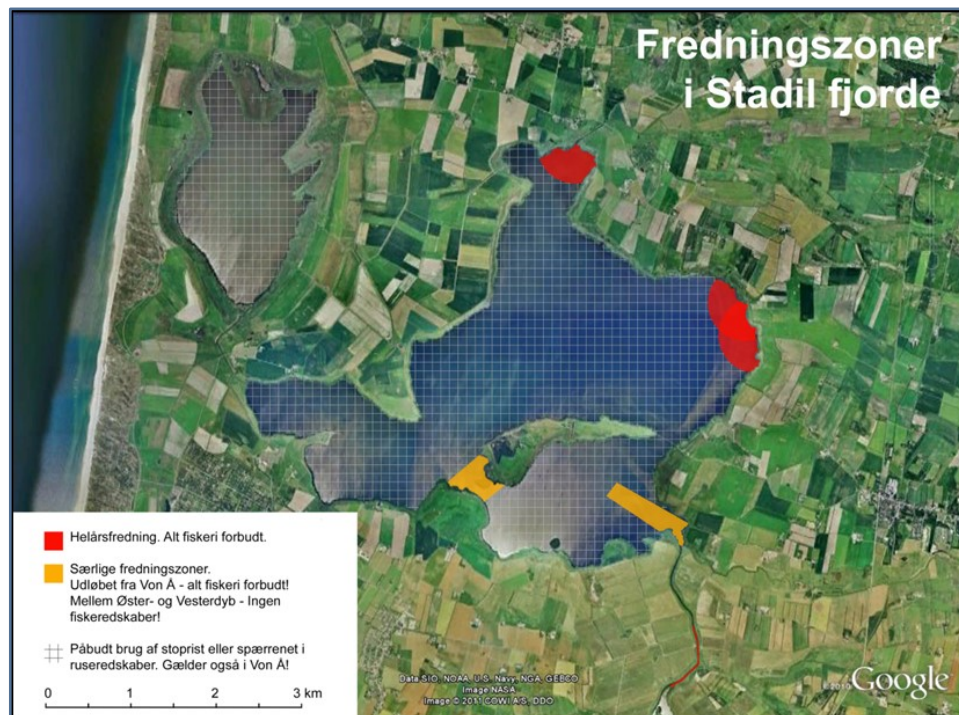 Fredningszoner
i Stadil fjorde
Helårsfredning. Alt fiskeri forbudt.
Særlige fredningszoner.
Udløbet fra Von Å - alt fiskeri forbudt!
Mellem Øster- og Vesterdyb - Ingen
fiskeredskaber!
Påbudt brug af stoprist eller spærrenet i
ruseredskaber. Gælder også i Von Å!
0 1 2 3 km
Data SIO, NOAA, U.S. Navy, NGA, GEBCO
Image NASA
Image © 2011 COWI A/S, DDO
©2010 Google